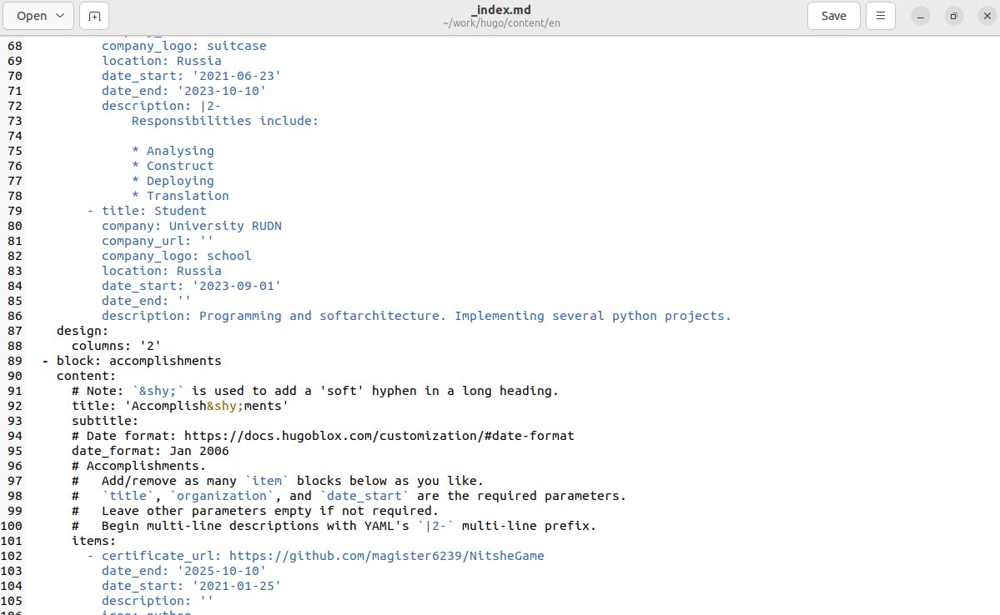 Open
_index.md
~/work/hugo/content/en
Save
68 company_logo: suitcase
69 location: Russia
70 date_start: '2021-06-23'
71 date_end: '2023-10-10'
72 description: |2-
73 Responsibilities include:
74
75 * Analysing
76 * Construct
77 * Deploying
78 * Translation
79 - title: Student
80 company: University RUDN
81 company_url: ''
82 company_logo: school
83 location: Russia
84 date_start: '2023-09-01'
85 date_end: ''
86 description: Programming and softarchitecture. Implementing several python projects.
87 design:
88 columns: '2'
89 - block: accomplishments
90 content:
91 # Note: `&shy;` is used to add a 'soft' hyphen in a long heading.
92 title: 'Accomplish&shy;ments'
93 subtitle:
94 # Date format: https://docs.hugoblox.com/customization/#date-format
95 date_format: Jan 2006
96 # Accomplishments.
97 # Add/remove as many `item` blocks below as you like.
98 # `title`, `organization`, and `date_start` are the required parameters.
99 # Leave other parameters empty if not required.
100 # Begin multi-line descriptions with YAML's `|2-` multi-line prefix.
101 items:
102 - certificate_url: https://github.com/magister6239/NitsheGame
103 date_end: '2025-10-10'
104 date_start: '2021-01-25'
105 description: ''
106 icon: python